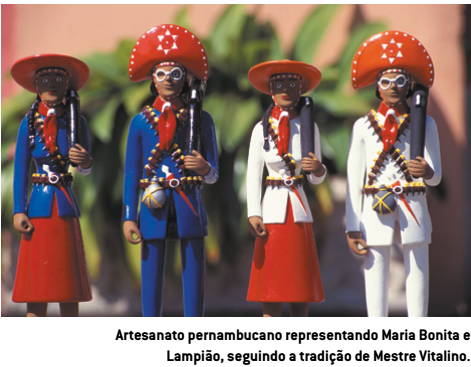 Artesanato pernambucano representando Maria Bonita e
Lampião, seguindo a tradição de Mestre Vitalino.